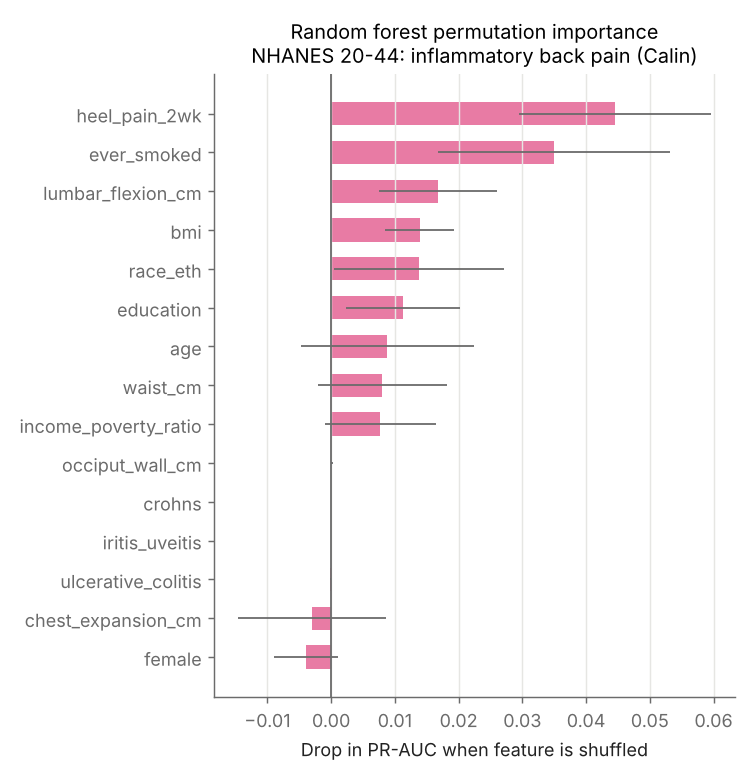 Random forest permutation importance
NHANES 20-44: inflammatory back pain (Calin)
heel_pain_2wk
ever_smoked
lumbar_flexion_cm
bmi
race_eth
education
age
waist_cm
income_poverty_ratio
occiput_wall_cm
crohns
iritis_uveitis
ulcerative_colitis
chest_expansion_cm
female
−0.01 0.00 0.01 0.02 0.03 0.04 0.05 0.06
Drop in PR-AUC when feature is shuffled